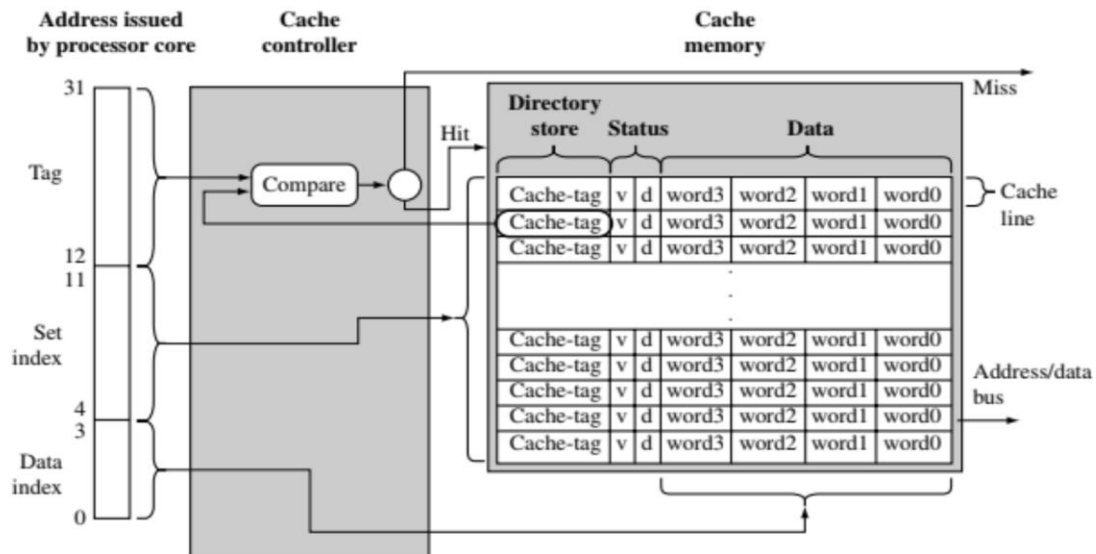 Address issued
by processor core
Cache
controller
Cache
memory
31
Tag
12
11
Set
index
4
3
Data
index
0
Compare
Hit
Miss
Directory
store
Status
Data
Cache-tag v d word3 word2 word1 word0
Cache-tag v d word3 word2 word1 word0
Cache-tag v d word3 word2 word1 word0
.
.
.
Cache-tag v d word3 word2 word1 word0
Cache-tag v d word3 word2 word1 word0
Cache-tag v d word3 word2 word1 word0
Cache-tag v d word3 word2 word1 word0
Cache-tag v d word3 word2 word1 word0
Cache
line
Address/data
bus